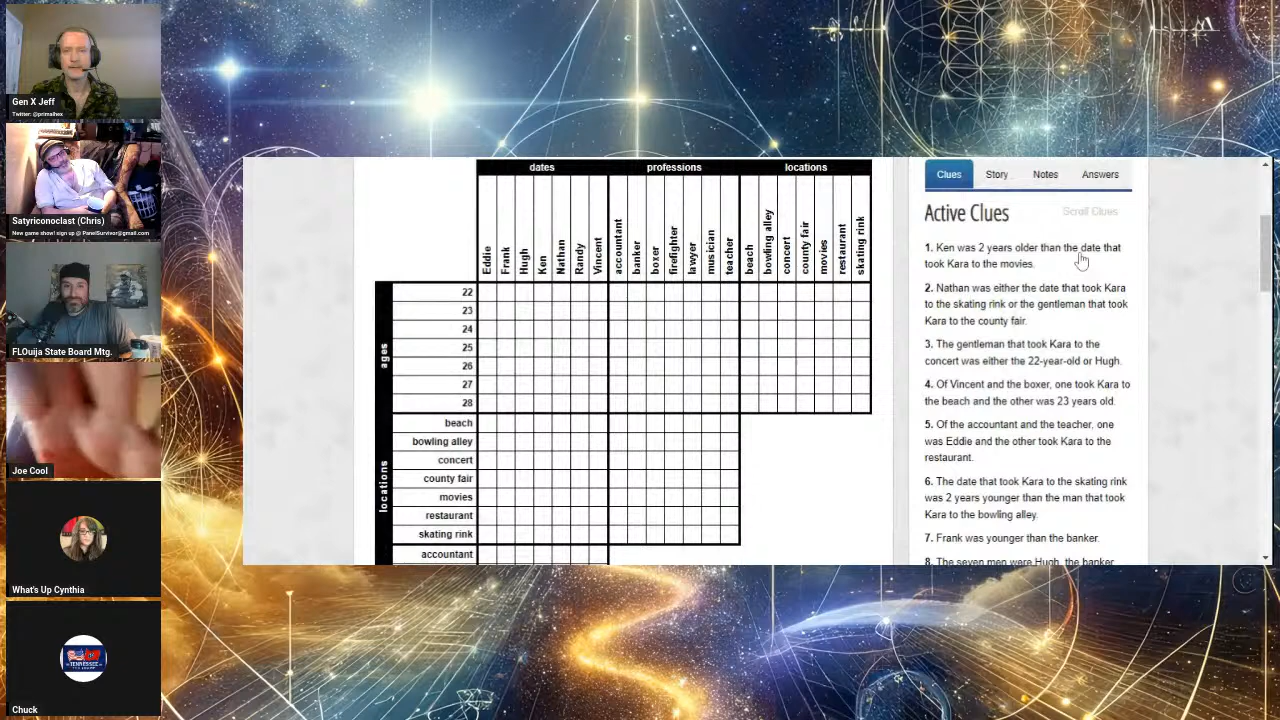 Gen X Jeff
Twitter: @primalhex
Satyriconoclast (Chris)
New game show! sign up @ PanelSurvivor@gmail.com
FLOuija State Board Mtg.
Joe Cool
What's Up Cynthia
TENNESSEE
Chuck
dates
professions
locations
Eddie
Frank
Hugh
Ken
Nathan
Randy
Vincent
accountant
banker
boxer
firefighter
lawyer
musician
teacher
beach
bowling alley
concert
county fair
movies
restaurant
skating rink
ages
22
23
24
25
26
27
28
locations
beach
bowling alley
concert
county fair
movies
restaurant
skating rink
accountant
Clues
Story
Notes
Answers
Active Clues
Scroll Clues
1. Ken was 2 years older than the date that
took Kara to the movies.
2. Nathan was either the date that took Kara
to the skating rink or the gentleman that took
Kara to the county fair.
3. The gentleman that took Kara to the
concert was either the 22-year-old or Hugh.
4. Of Vincent and the boxer, one took Kara to
the beach and the other was 23 years old.
5. Of the accountant and the teacher, one
was Eddie and the other took Kara to the
restaurant.
6. The date that took Kara to the skating rink
was 2 years younger than the man that took
Kara to the bowling alley.
7. Frank was younger than the banker.
8. The seven men were Hugh, the banker